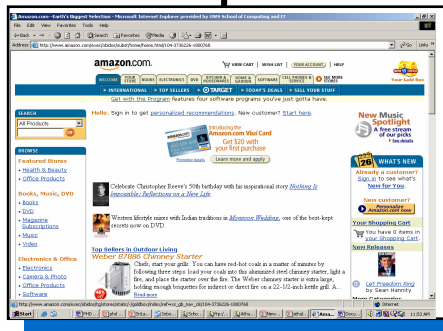 Amazon.com--Earth's Biggest Selection - Microsoft Internet Explorer provided by UMIS School of Computing and IT
File Edit View Favorites Tools Help
Back Search Favorites Media
Address http://www.amazon.com/exec/obidos/subst/home/home.html/104-3736226-1880768 Go Links
amazon.com.
VIEW CART | WISH LIST | YOUR ACCOUNT | HELP
WELCOME YOUR STORE BOOKS ELECTRONICS DVD KITCHEN & HOUSEWARES HOME & GARDEN SOFTWARE CELL PHONES & SERVICE SEE MORE STORES
Your Gold Box
INTERNATIONAL TOP SELLERS TARGET TODAY'S DEALS SELL YOUR STUFF
Get with the Program features four software programs you've just gotta have.
SEARCH
All Products
GO!
BROWSE
Featured Stores
Health & Beauty
Office Products
Books, Music, DVD
Books
DVD
Magazine Subscriptions
Music
Video
Electronics & Office
Electronics
Camera & Photo
Office Products
Software
Hello. Sign in to get personalized recommendations. New customer? Start here.
Introducing the
Amazon.com Visa Card
Get $20 with
your first purchase
Promotion details
Learn more and apply
Celebrate Christopher Reeve's 50th birthday with his inspirational story Nothing Is
Impossible: Reflections on a New Life.
Western lifestyle mixes with Indian traditions in Monsoon Wedding, one of the best-kept
secrets now on DVD.
Top Sellers in Outdoor Living
Weber 87886 Chimney Starter
Chefs, start your grills. You can have red-hot coals in a matter of minutes by
following three steps: load your coals into this aluminized steel chimney starter, light a
fire, and place the starter over the fire. The Weber chimney starter is extra large,
holding enough briquettes for indirect or direct fire on a 22-1/2-inch kettle grill. A...
Read more
New Music
Spotlight
A free stream
of our picks
See details
26
WHAT'S NEW
Already a customer?
Sign in to see what's
New for You
New customer?
Personalize
Amazon.com now
Your Shopping Cart
You have 0 items in
your Shopping Cart.
New Releases
Let Freedom Ring
by Sean Hannity
Internet
Start
11:53 AM